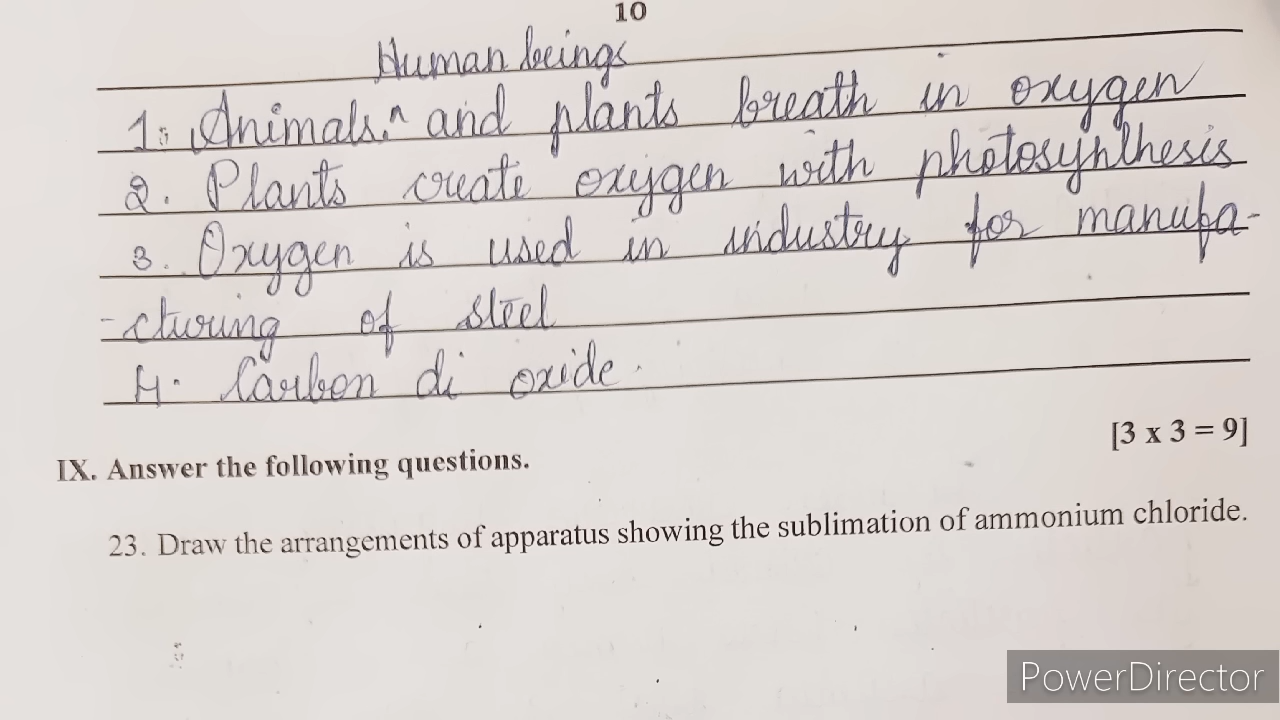 10
Human beings
1. Animals ^ and plants breath in oxygen
2. Plants create oxygen with photosynthesis
3. Oxygen is used in industry for manufa-
-cturing of steel
4. Carbon di oxide.
[3 x 3 = 9]
IX. Answer the following questions.
23. Draw the arrangements of apparatus showing the sublimation of ammonium chloride.
PowerDirector